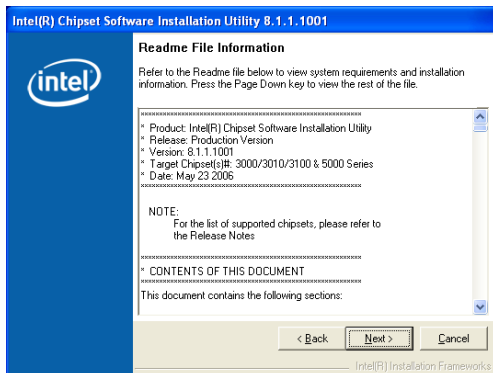 Intel(R) Chipset Software Installation Utility 8.1.1.1001
intel
Readme File Information
Refer to the Readme file below to view system requirements and installation
information. Press the Page Down key to view the rest of the file.
************************************************************
* Product: Intel(R) Chipset Software Installation Utility
* Release: Production Version
* Version: 8.1.1.1001
* Target Chipset(s)#: 3000/3010/3100 & 5000 Series
* Date: May 23 2006
************************************************************
NOTE:
For the list of supported chipsets, please refer to
the Release Notes
************************************************************
* CONTENTS OF THIS DOCUMENT
************************************************************
This document contains the following sections:
< Back
Next >
Cancel
Intel(R) Installation Frameworks